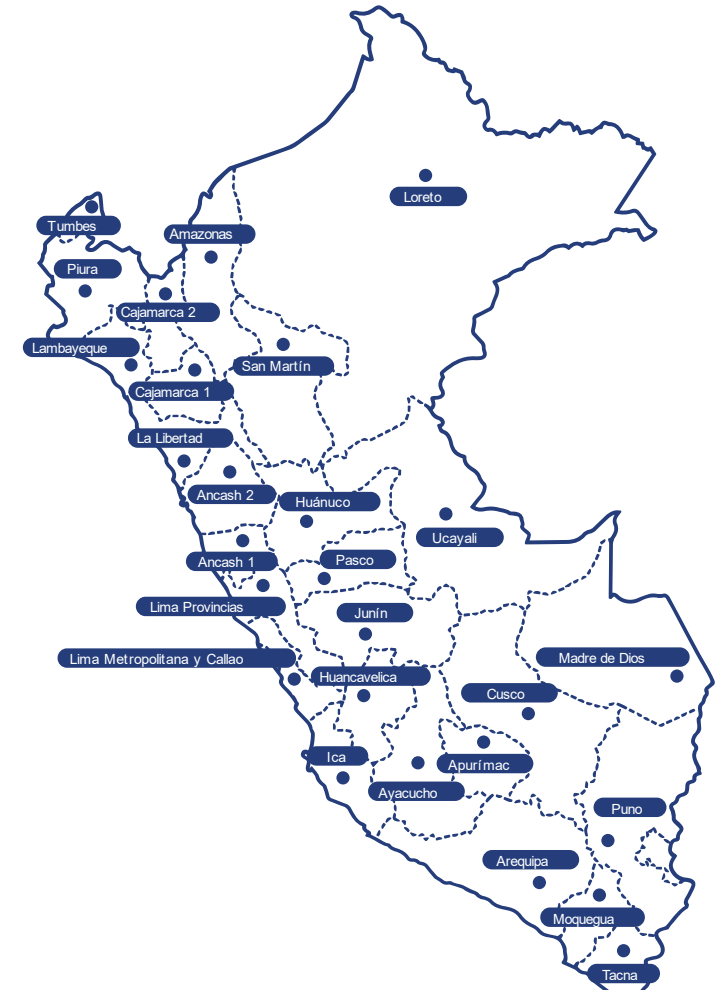 Loreto
Tumbes
Amazonas
Piura
Cajamarca 2
Lambayeque
San Martín
Cajamarca 1
La Libertad
Ancash 2
Huánuco
Ucayali
Ancash 1
Pasco
Lima Provincias
Junín
Lima Metropolitana y Callao
Madre de Dios
Huancavelica
Cusco
Ica
Apurímac
Ayacucho
Puno
Arequipa
Moquegua
Tacna